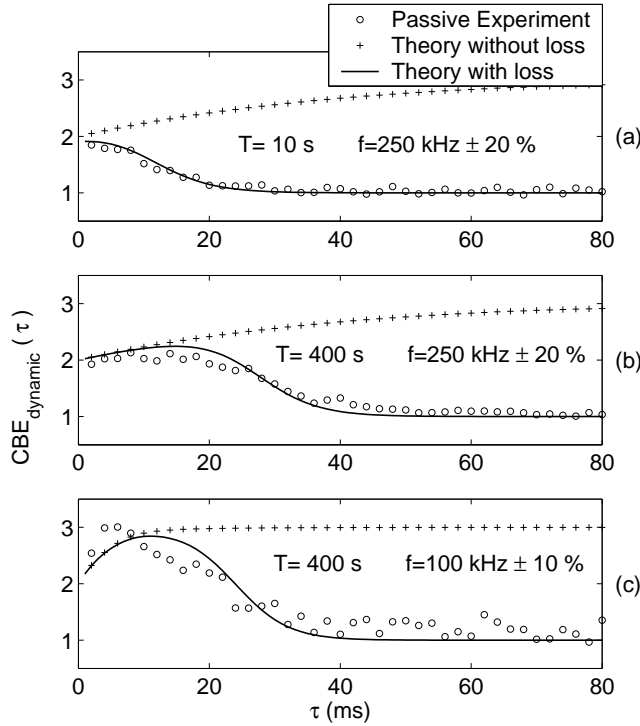 Passive Experiment
Theory without loss
Theory with loss
3
2
1
T= 10 s f=250 kHz ± 20 % (a)
0 20 40 60 80
3
2
1
T= 400 s f=250 kHz ± 20 % (b)
0 20 40 60 80
3
2
1
T= 400 s f=100 kHz ± 10 % (c)
0 20 40 60 80
τ (ms)
CBE_dynamic (τ)